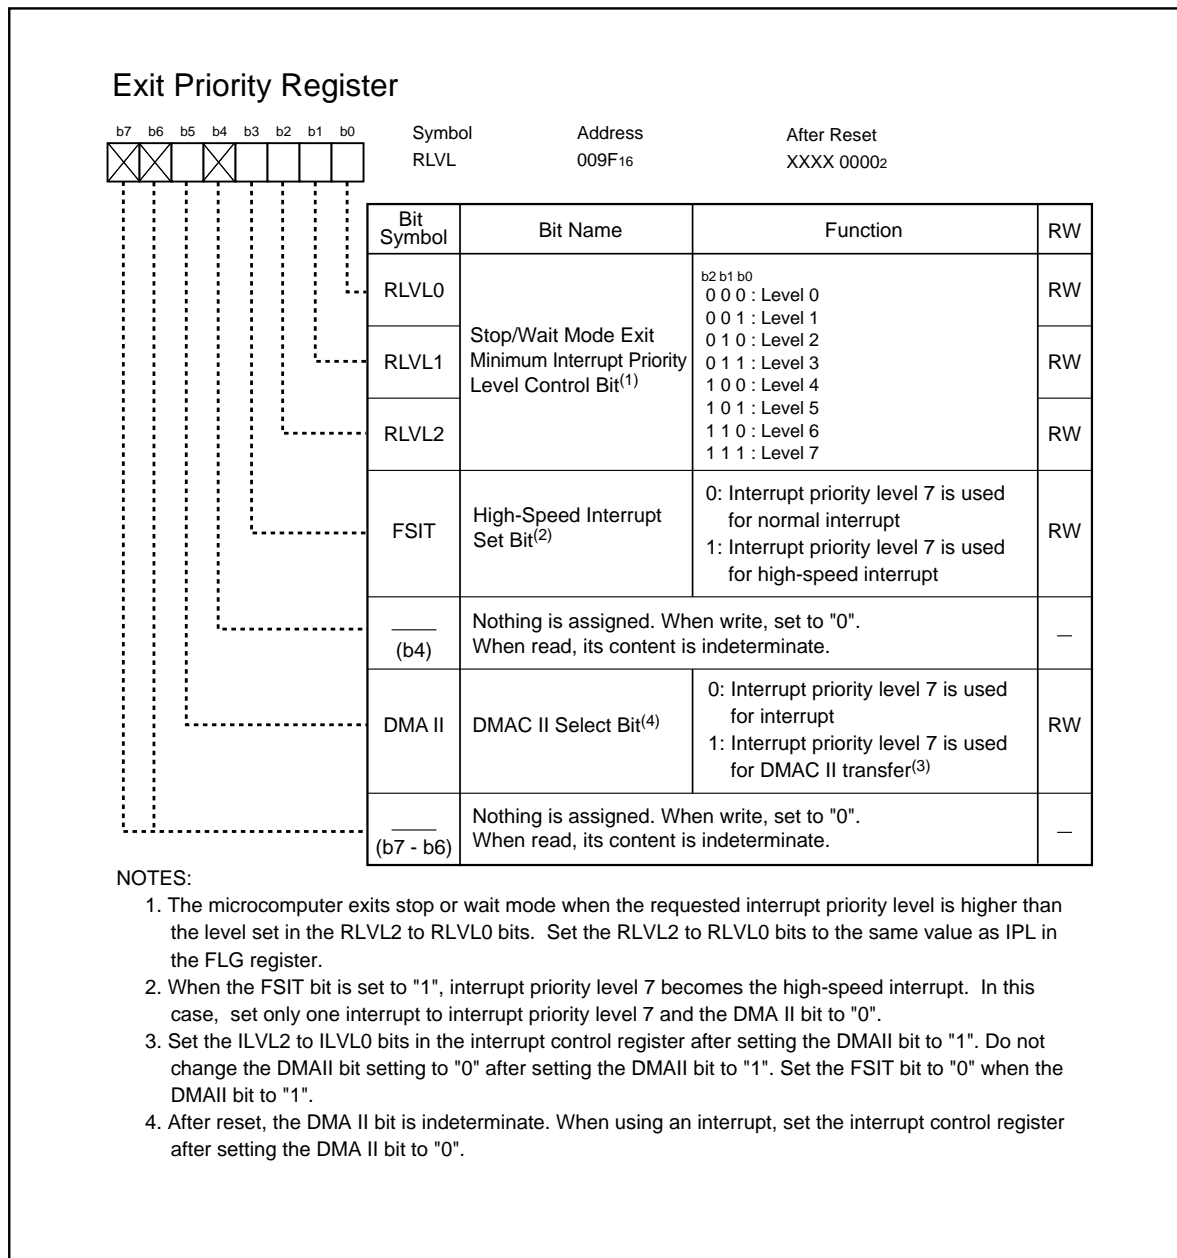 Exit Priority Register
b7 b6 b5 b4 b3 b2 b1 b0
Symbol Address After Reset
RLVL 009F16 XXXX 00002
Bit Symbol Bit Name Function RW
RLVL0
RLVL1
RLVL2
Stop/Wait Mode Exit
Minimum Interrupt Priority
Level Control Bit(1)
b2 b1 b0
0 0 0 : Level 0
0 0 1 : Level 1
0 1 0 : Level 2
0 1 1 : Level 3
1 0 0 : Level 4
1 0 1 : Level 5
1 1 0 : Level 6
1 1 1 : Level 7
RW
RW
RW
FSIT
High-Speed Interrupt
Set Bit(2)
0: Interrupt priority level 7 is used
for normal interrupt
1: Interrupt priority level 7 is used
for high-speed interrupt
RW
(b4)
Nothing is assigned. When write, set to "0".
When read, its content is indeterminate.
DMA II
DMAC II Select Bit(4)
0: Interrupt priority level 7 is used
for interrupt
1: Interrupt priority level 7 is used
for DMAC II transfer(3)
RW
(b7 - b6)
Nothing is assigned. When write, set to "0".
When read, its content is indeterminate.
NOTES:
1. The microcomputer exits stop or wait mode when the requested interrupt priority level is higher than
the level set in the RLVL2 to RLVL0 bits. Set the RLVL2 to RLVL0 bits to the same value as IPL in
the FLG register.
2. When the FSIT bit is set to "1", interrupt priority level 7 becomes the high-speed interrupt. In this
case, set only one interrupt to interrupt priority level 7 and the DMA II bit to "0".
3. Set the ILVL2 to ILVL0 bits in the interrupt control register after setting the DMAII bit to "1". Do not
change the DMAII bit setting to "0" after setting the DMAII bit to "1". Set the FSIT bit to "0" when the
DMAII bit to "1".
4. After reset, the DMA II bit is indeterminate. When using an interrupt, set the interrupt control register
after setting the DMA II bit to "0".